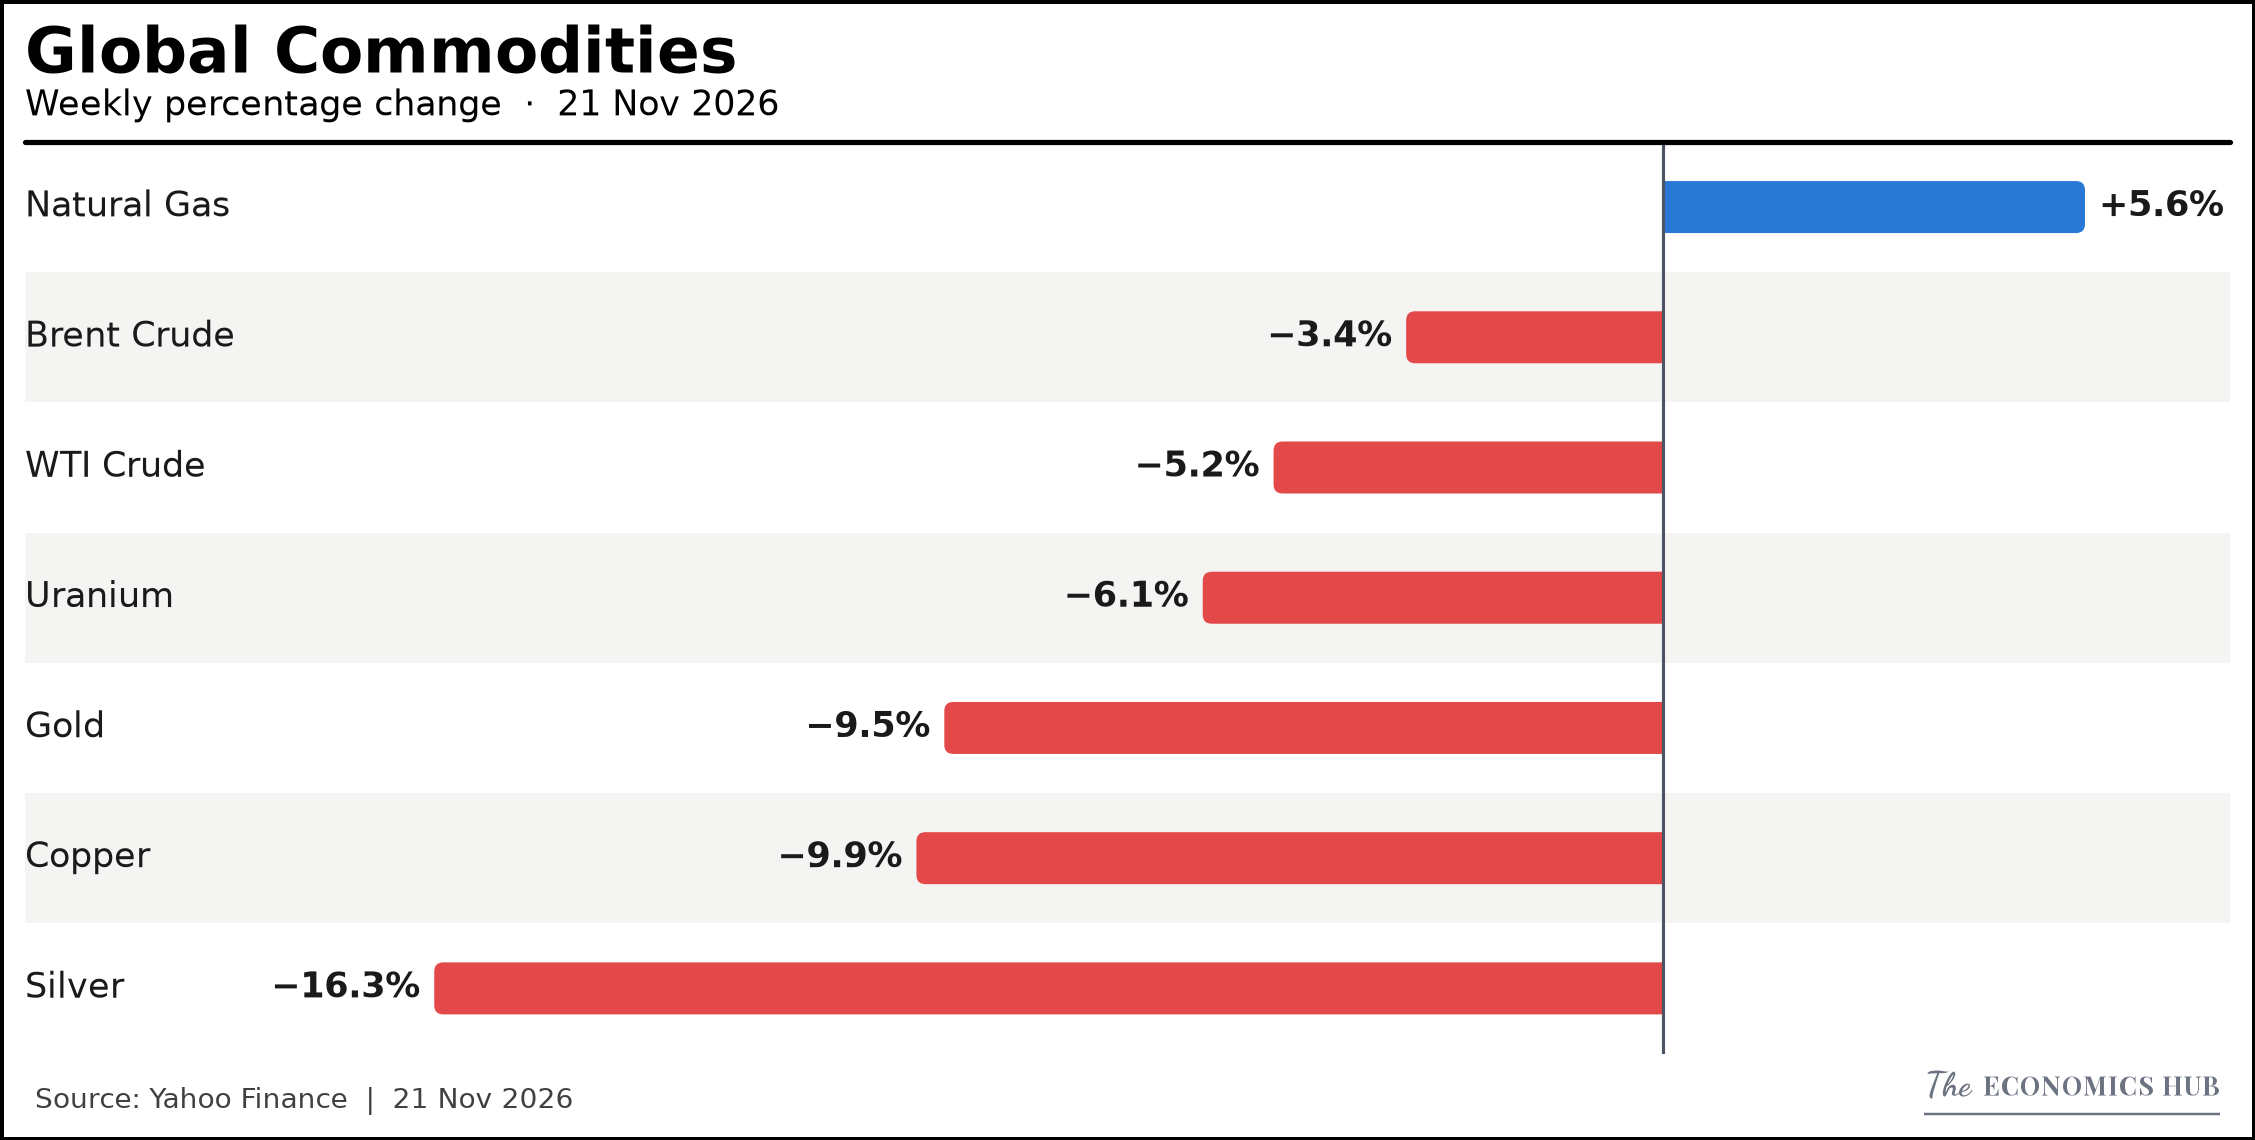 Global Commodities
Weekly percentage change · 21 Nov 2026
Natural Gas +5.6%
Brent Crude −3.4%
WTI Crude −5.2%
Uranium −6.1%
Gold −9.5%
Copper −9.9%
Silver −16.3%
Source: Yahoo Finance | 21 Nov 2026
The ECONOMICS HUB